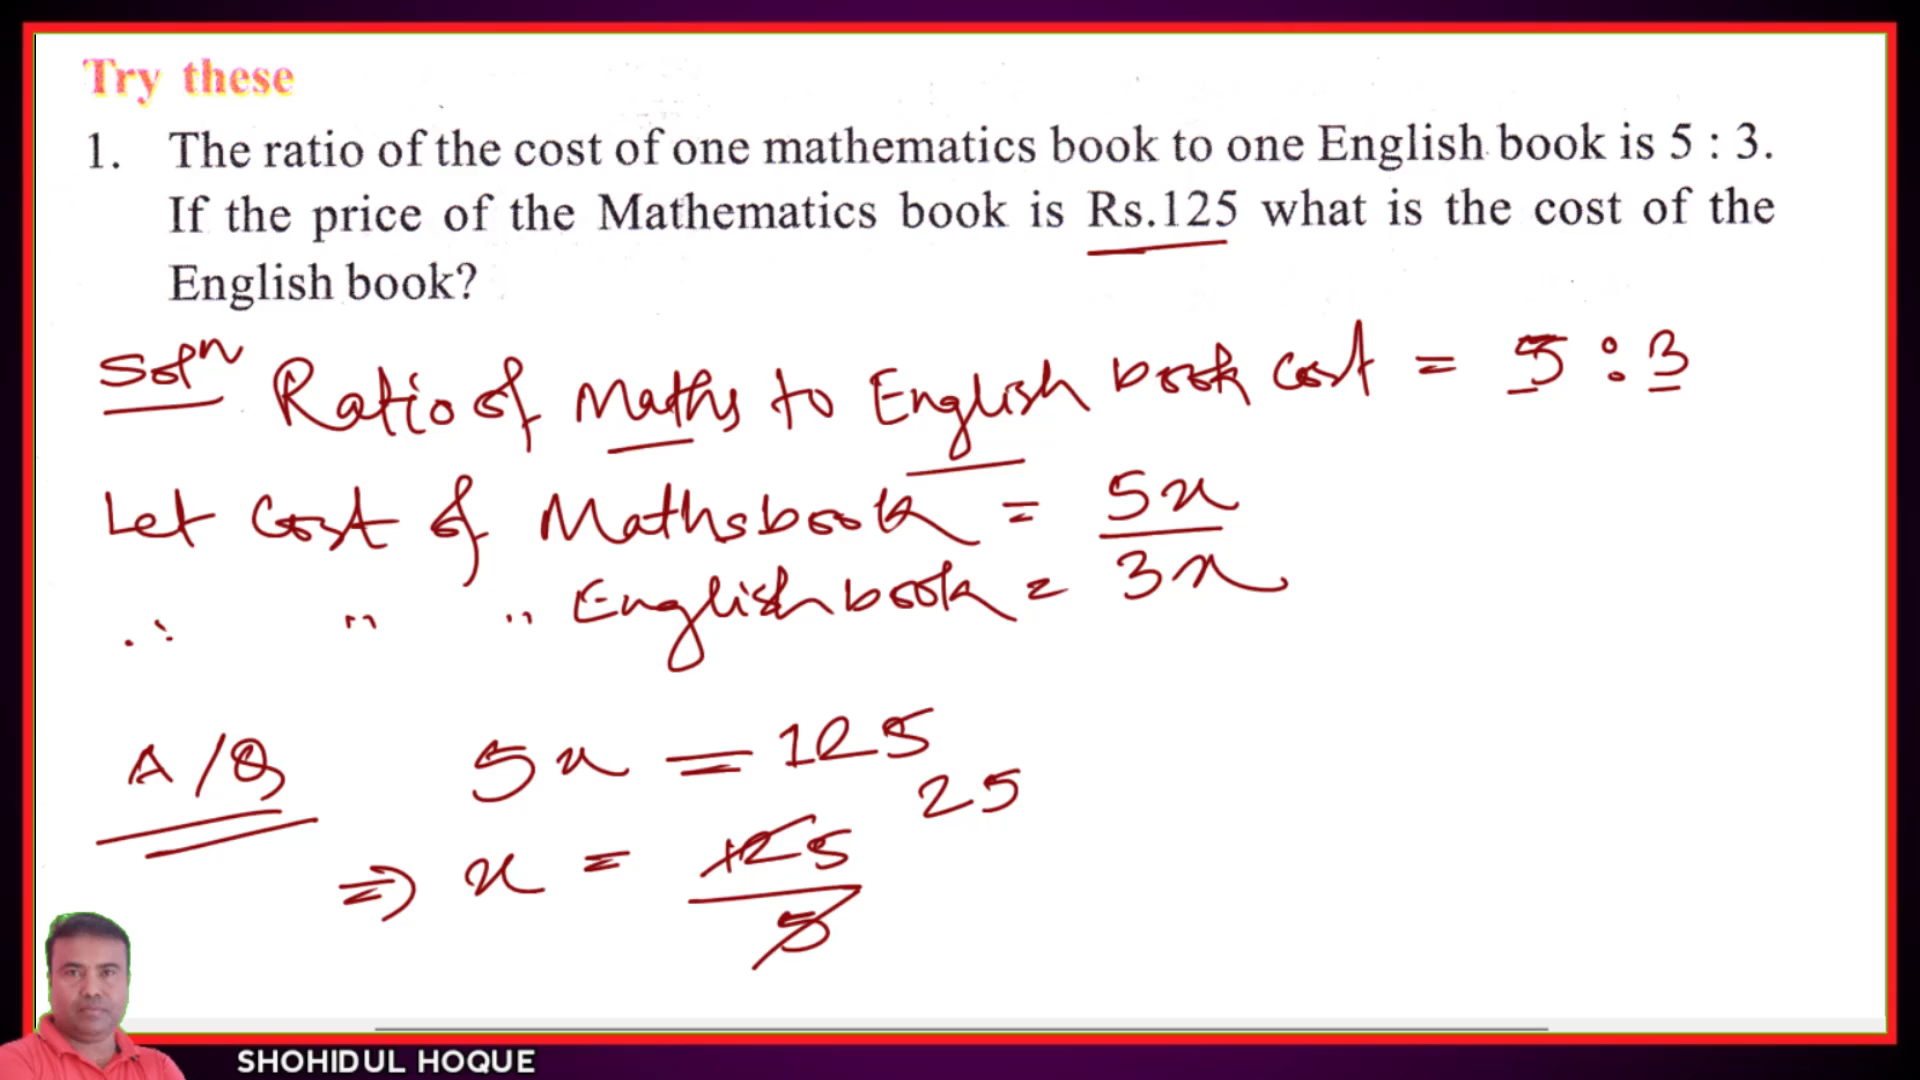 Try these
1. The ratio of the cost of one mathematics book to one English book is 5 : 3.
If the price of the Mathematics book is Rs.125 what is the cost of the
English book?
Solⁿ Ratio of Maths to English book cost = 5 : 3
Let cost of Maths book = 5x
∴ " " English book = 3x
A/Q 5x = 125
25
⇒ x = 125
5
SHOHIDUL HOQUE